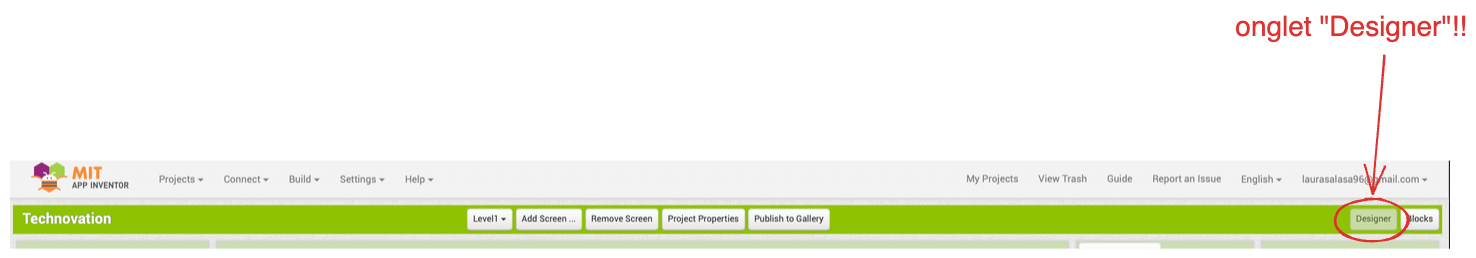 onglet "Designer"!!
MIT
APP INVENTOR
Projects Connect Build Settings Help My Projects View Trash Guide Report an Issue English laurasalasa96@gmail.com
Technovation Level1 Add Screen ... Remove Screen Project Properties Publish to Gallery Designer Blocks